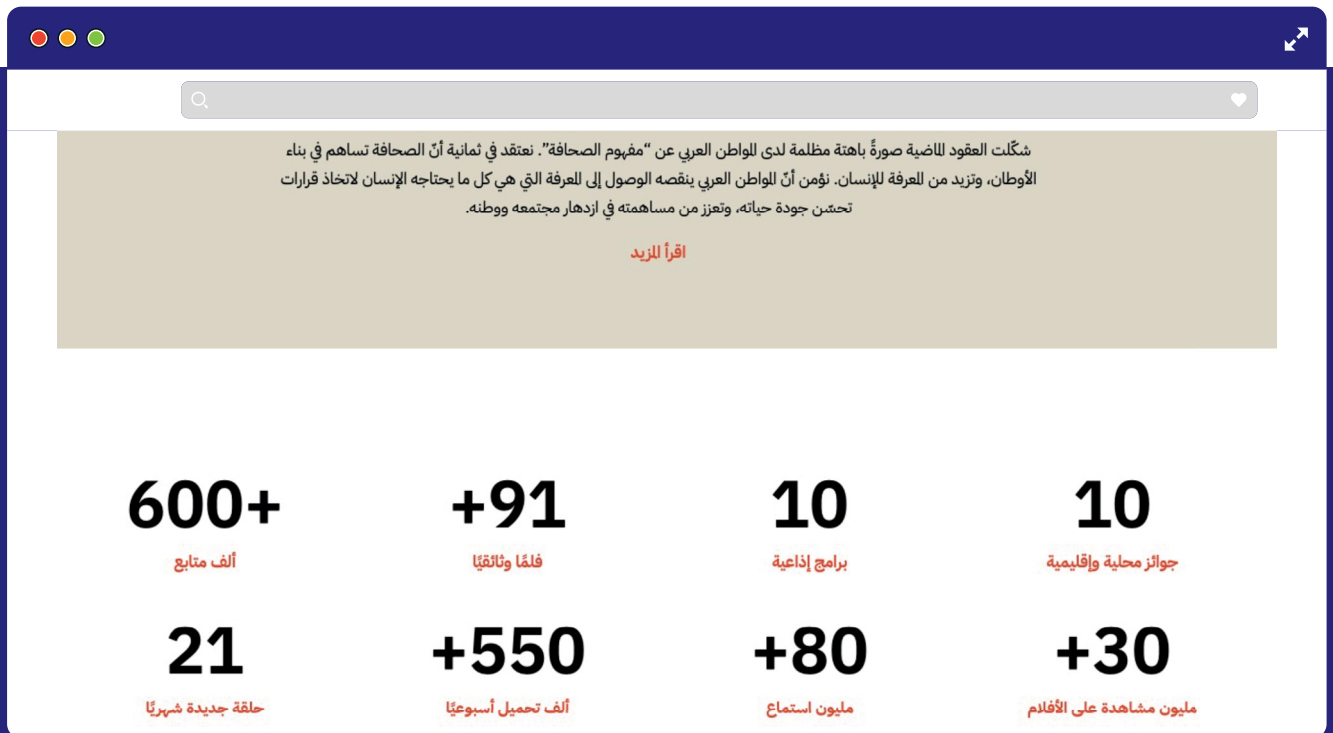 شكّلت العقود الماضية صورةً باهتة مظلمة لدى المواطن العربي عن “مفهوم الصحافة”. نعتقد في ثمانية أنّ الصحافة تساهم في بناء
الأوطان، وتزيد من المعرفة للإنسان. نؤمن أنّ المواطن العربي ينقصه الوصول إلى المعرفة التي هي كل ما يحتاجه الإنسان لاتخاذ قرارات
تحسّن جودة حياته، وتعزز من مساهمته في ازدهار مجتمعه ووطنه.
اقرأ المزيد
10
جوائز محلية وإقليمية
10
برامج إذاعية
+91
فلمًا وثائقيًا
600+
ألف متابع
+30
مليون مشاهدة على الأفلام
+80
مليون استماع
+550
ألف تحميل أسبوعيًا
21
حلقة جديدة شهريًا